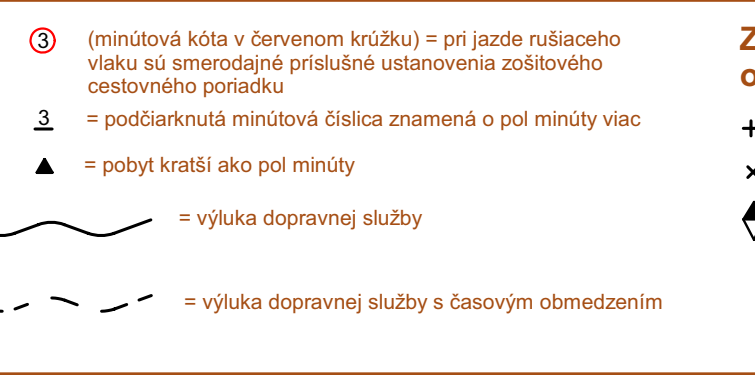 3 (minútová kóta v červenom krúžku) = pri jazde rušiaceho
vlaku sú smerodajné príslušné ustanovenia zošitového
cestovného poriadku
3 = podčiarknutá minútová číslica znamená o pol minúty viac
= pobyt kratší ako pol minúty
= výluka dopravnej služby
= výluka dopravnej služby s časovým obmedzením